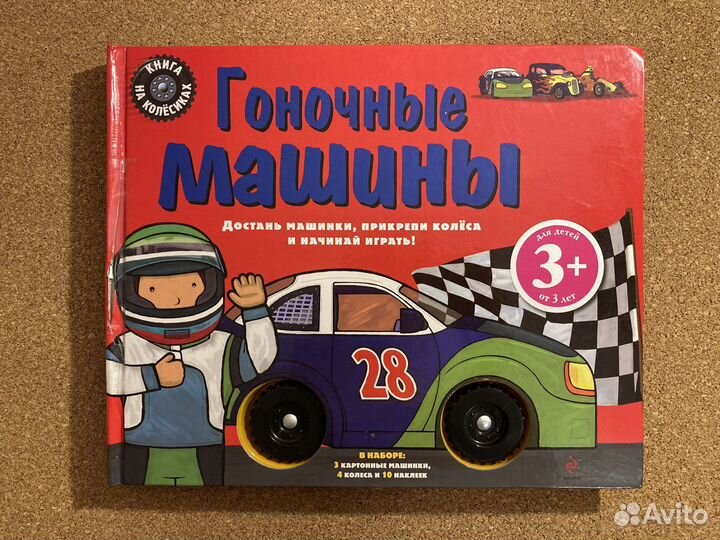 КНИГА
НА КОЛЁСИКАХ
Гоночные
машины
Достань машинки, прикрепи колёса
и начинай играть!
для детей
3+
от 3 лет
28
В НАБОРЕ:
3 картонные машинки,
4 колеса и 10 наклеек
Avito